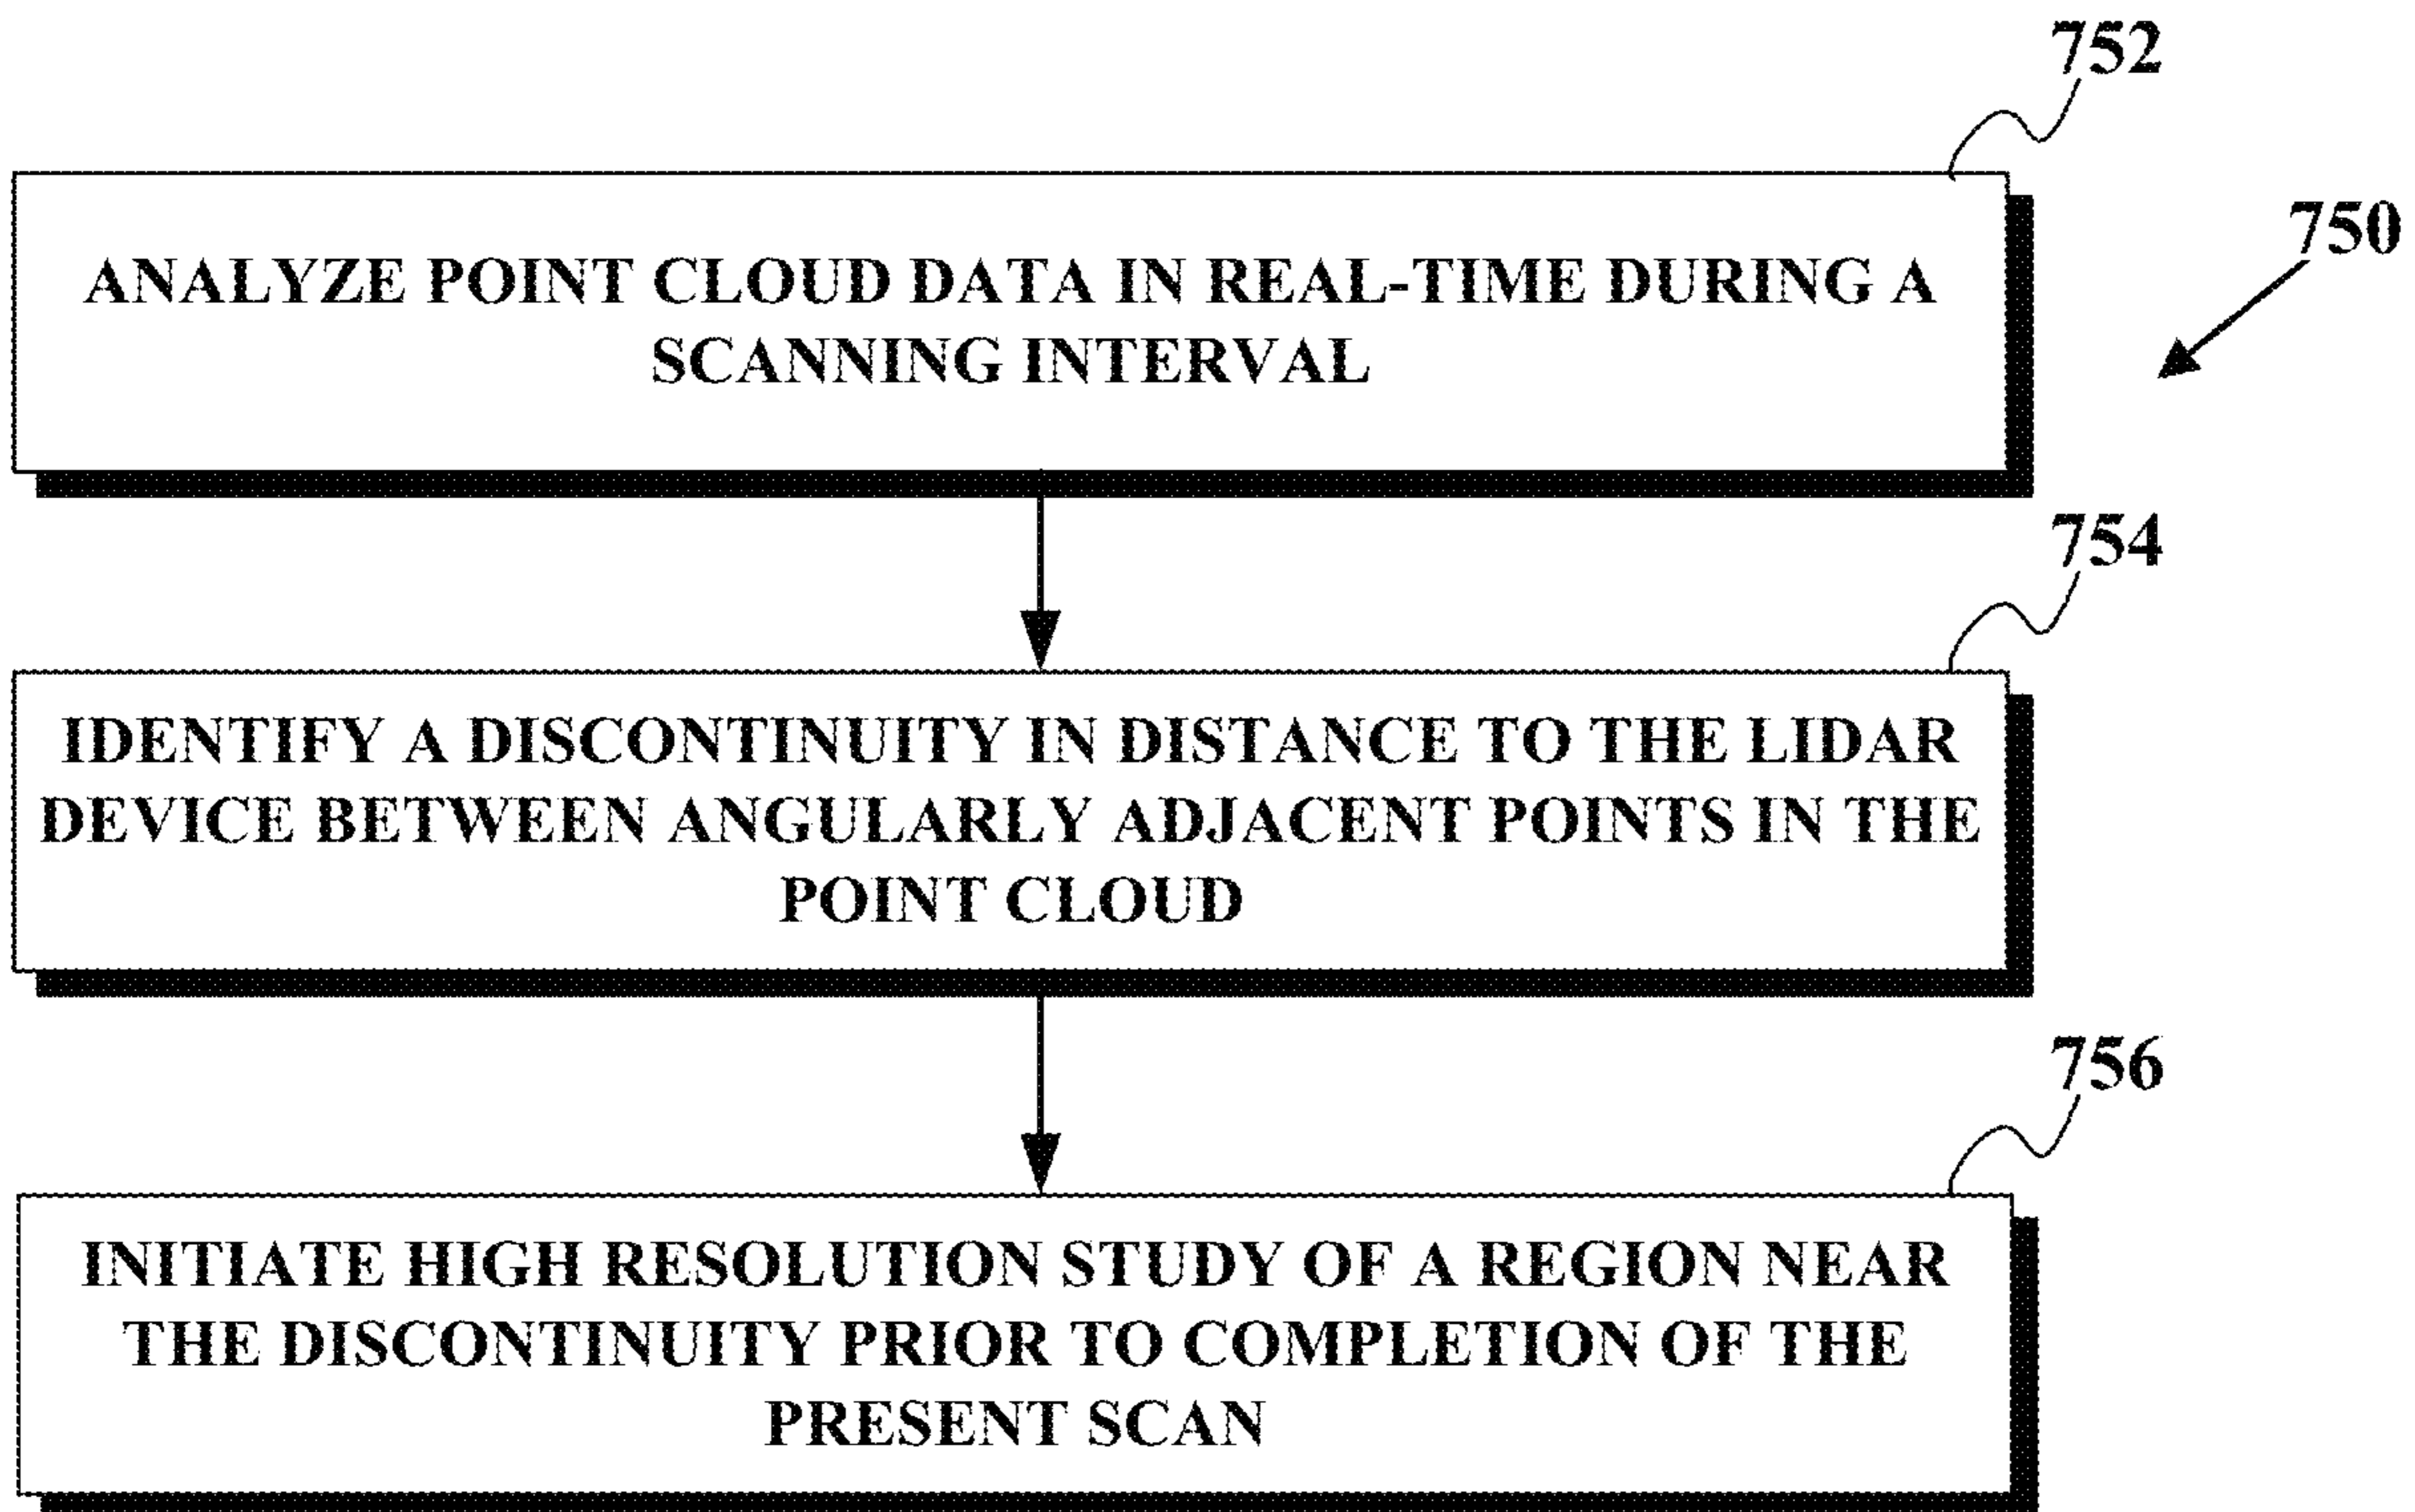 752
750
ANALYZE POINT CLOUD DATA IN REAL-TIME DURING A
SCANNING INTERVAL
754
IDENTIFY A DISCONTINUITY IN DISTANCE TO THE LIDAR
DEVICE BETWEEN ANGULARLY ADJACENT POINTS IN THE
POINT CLOUD
756
INITIATE HIGH RESOLUTION STUDY OF A REGION NEAR
THE DISCONTINUITY PRIOR TO COMPLETION OF THE
PRESENT SCAN